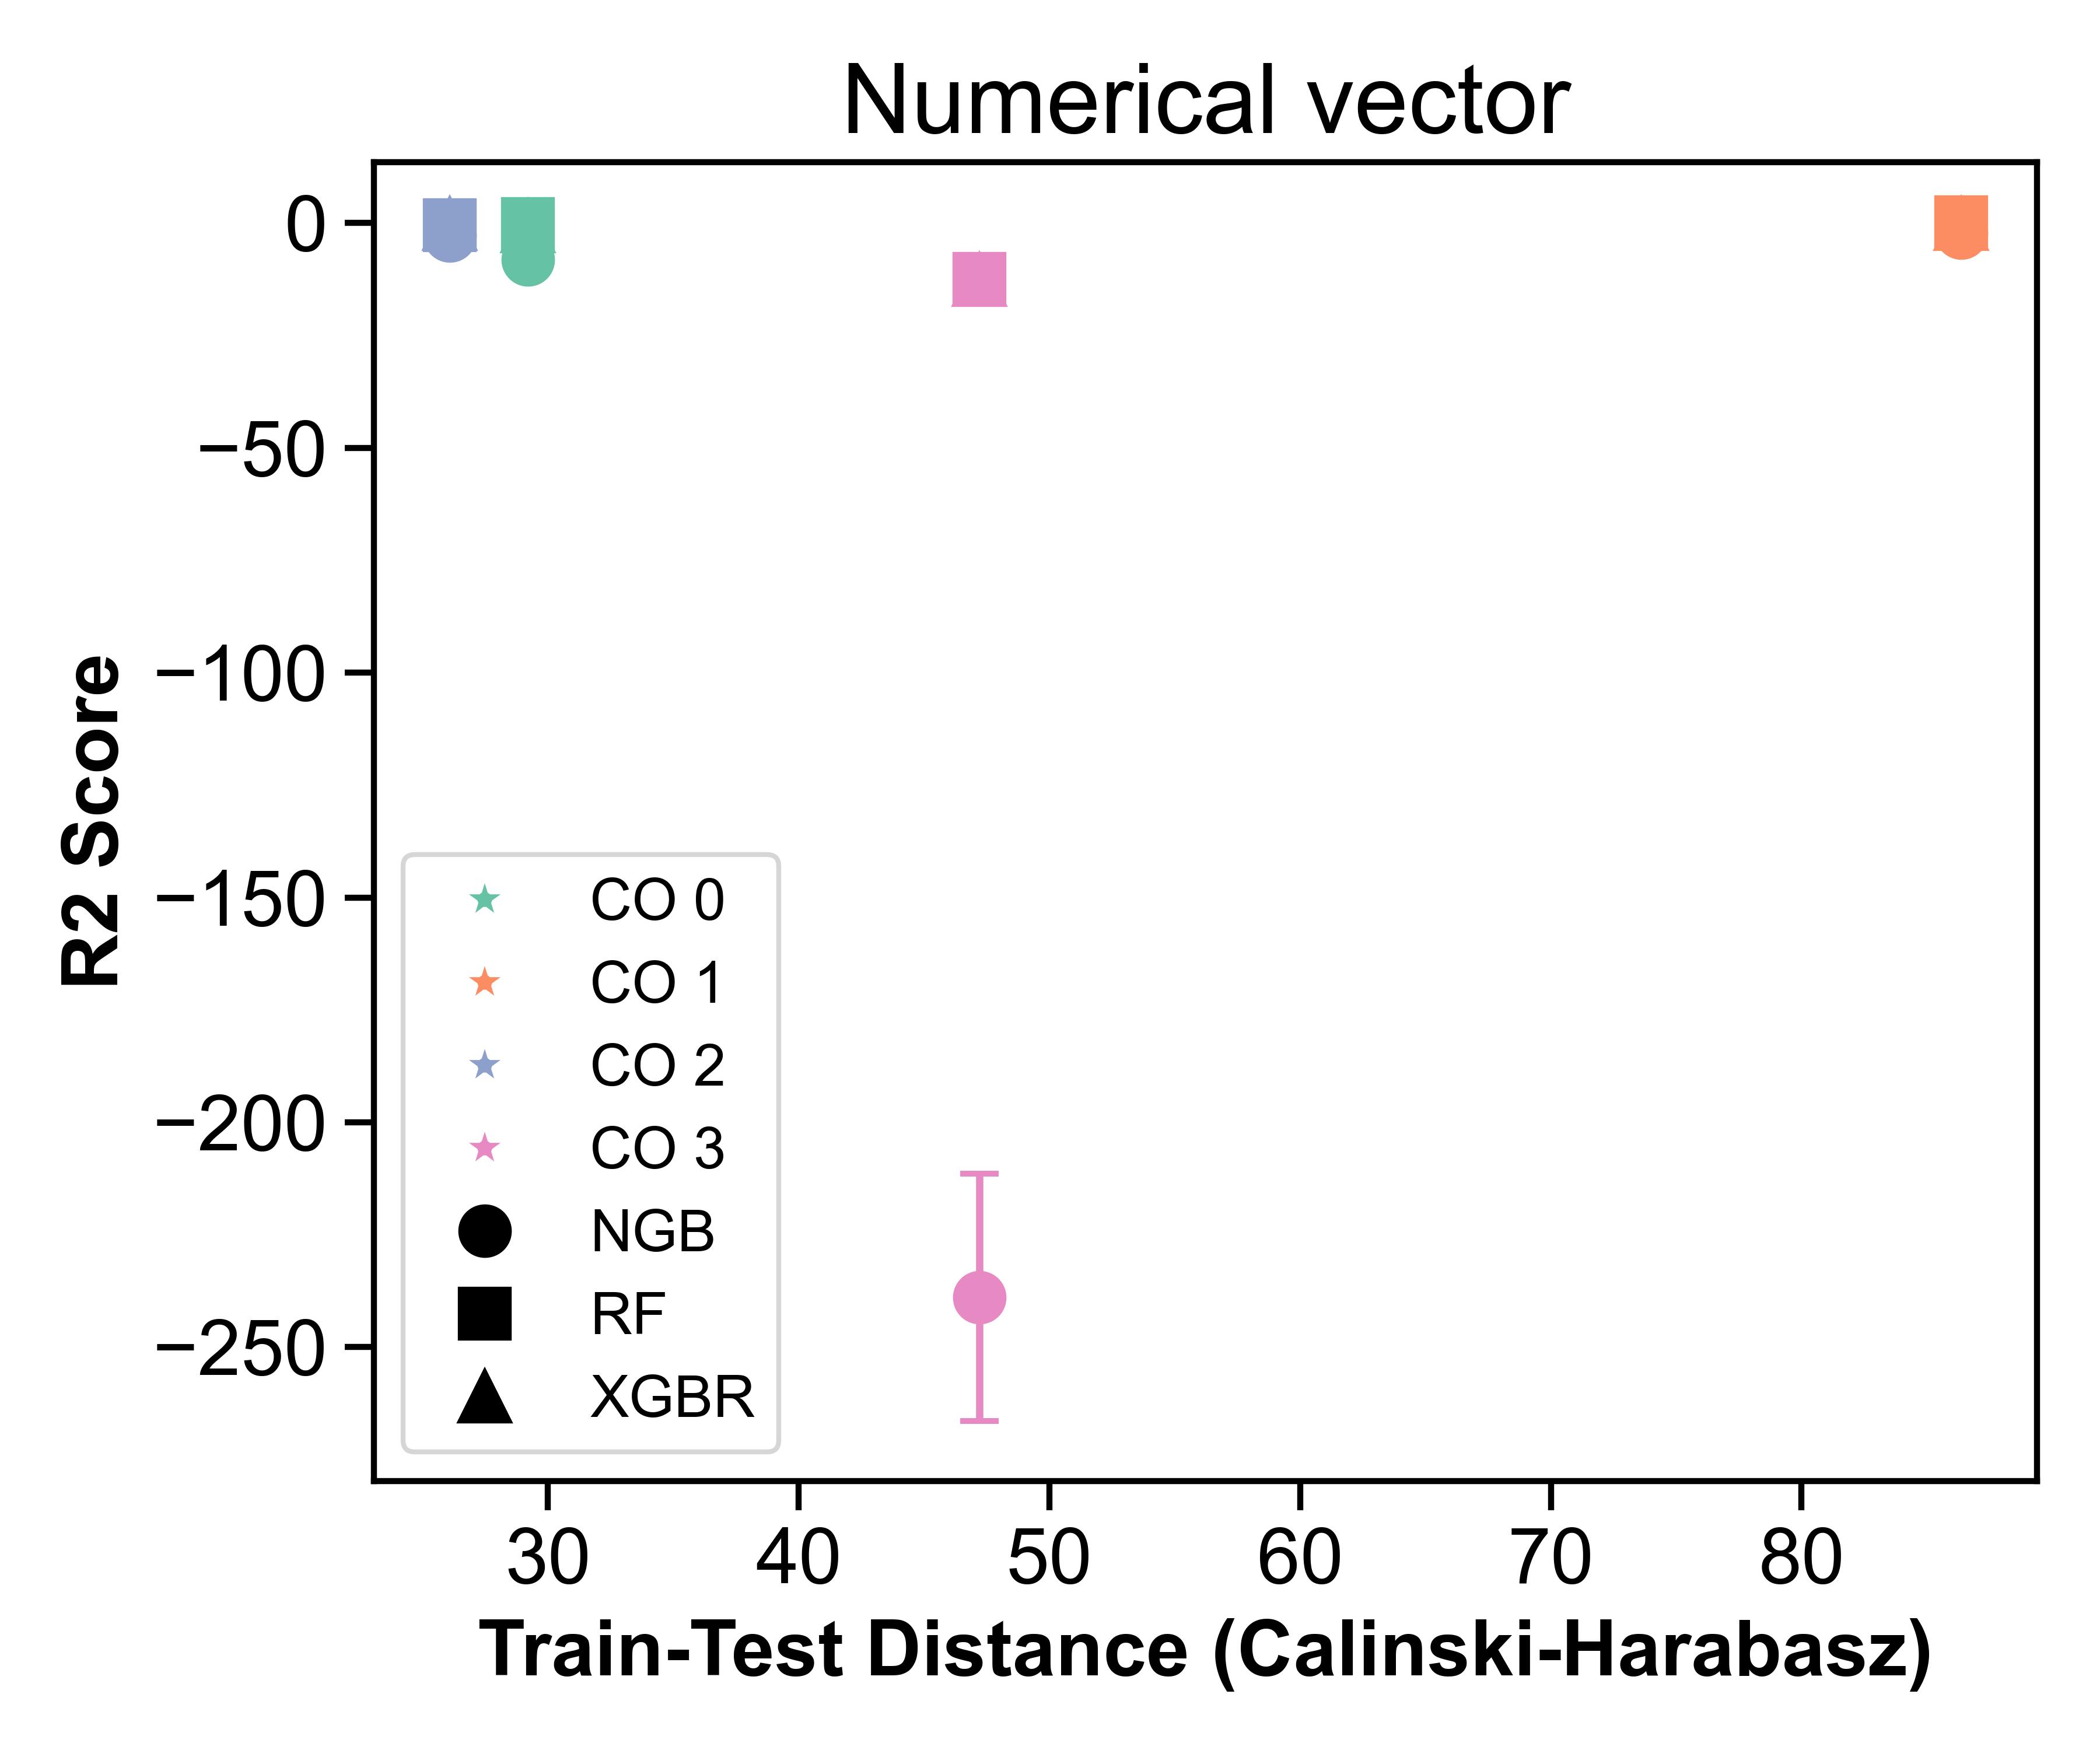 Numerical vector
0
−50
−100
−150
−200
−250
R2 Score
CO 0
CO 1
CO 2
CO 3
NGB
RF
XGBR
30 40 50 60 70 80
Train-Test Distance (Calinski-Harabasz)